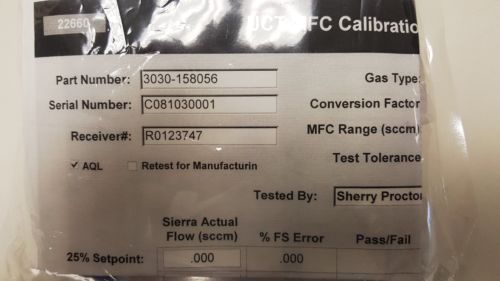 22660 UCT MFC Calibratio
Part Number: 3030-158056 Gas Type:
Serial Number: C081030001 Conversion Factor
Receiver#: R0123747 MFC Range (sccm)
AQL Retest for Manufacturin Test Tolerance
Tested By: Sherry Proctor
Sierra Actual
Flow (sccm) % FS Error Pass/Fail
25% Setpoint: .000 .000